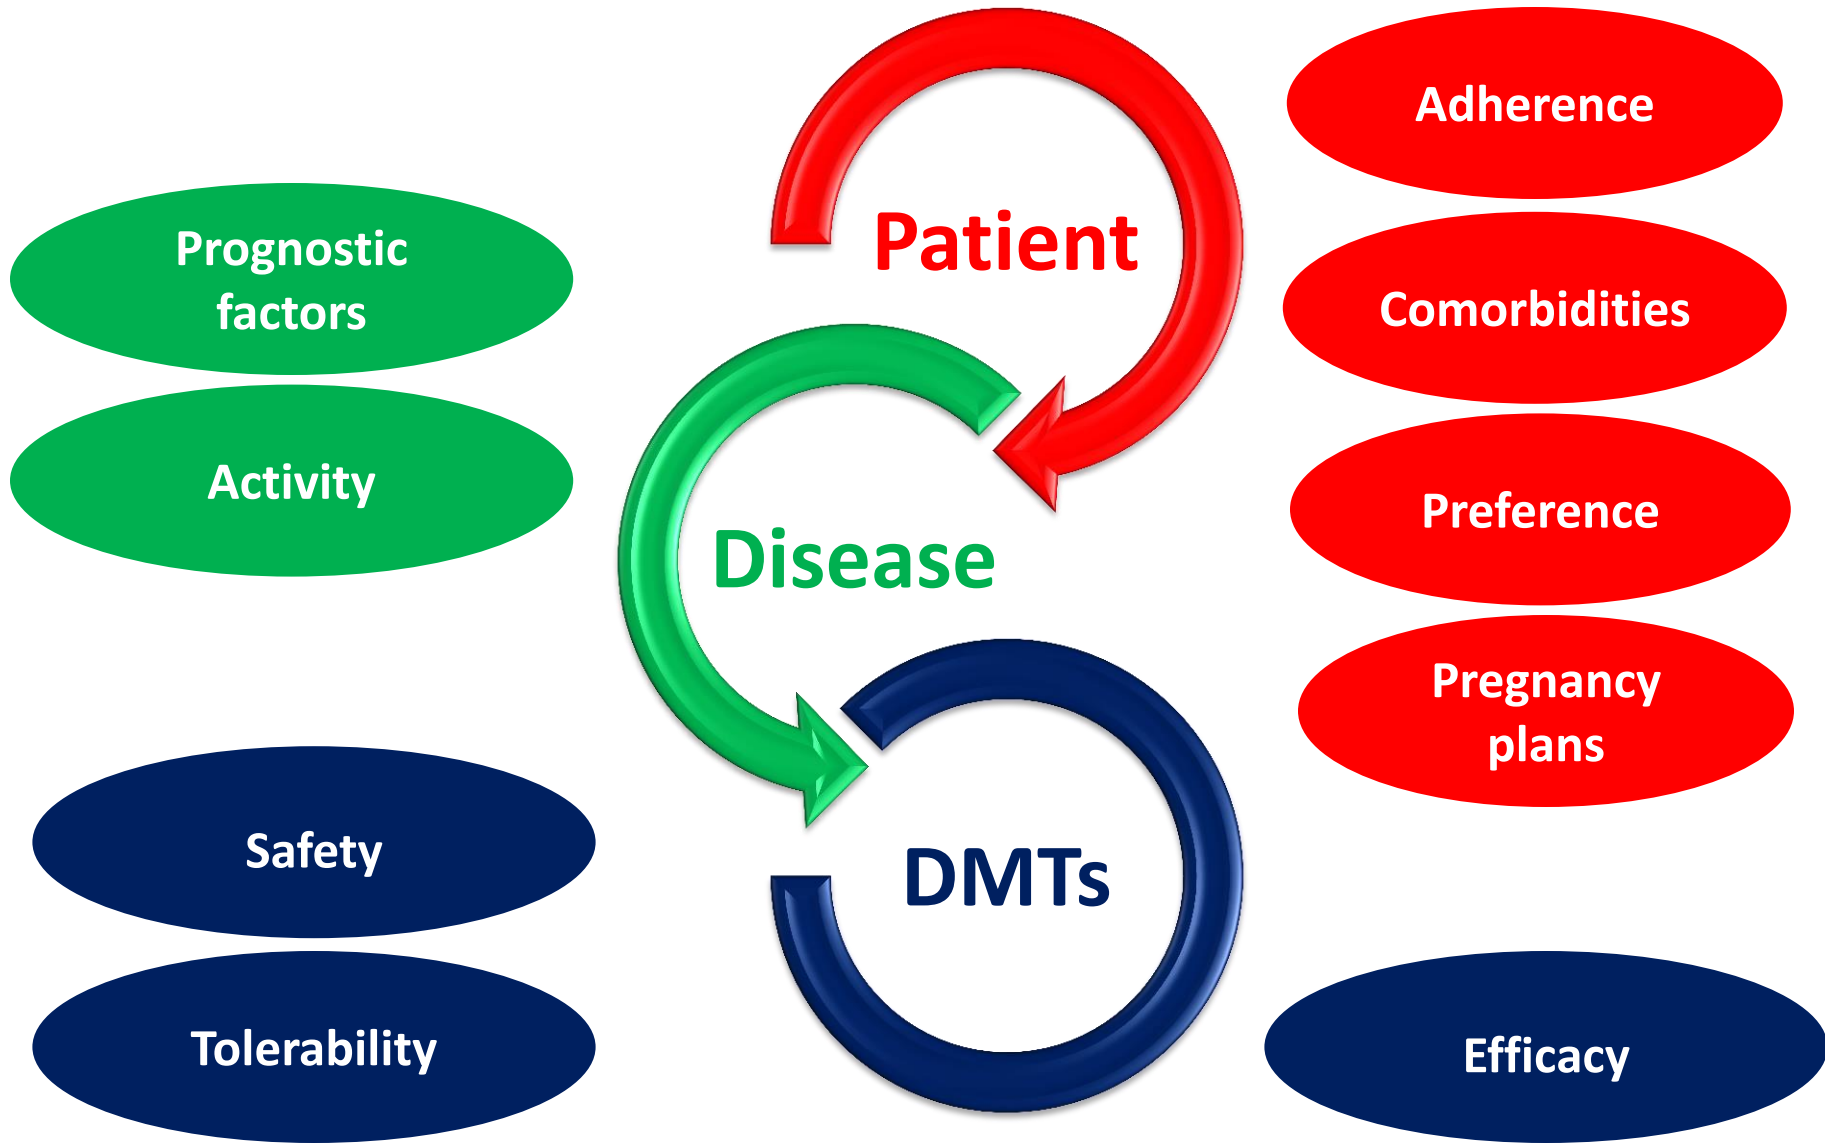 Patient
Adherence
Comorbidities
Preference
Pregnancy
plans
Disease
Prognostic
factors
Activity
DMTs
Safety
Tolerability
Efficacy